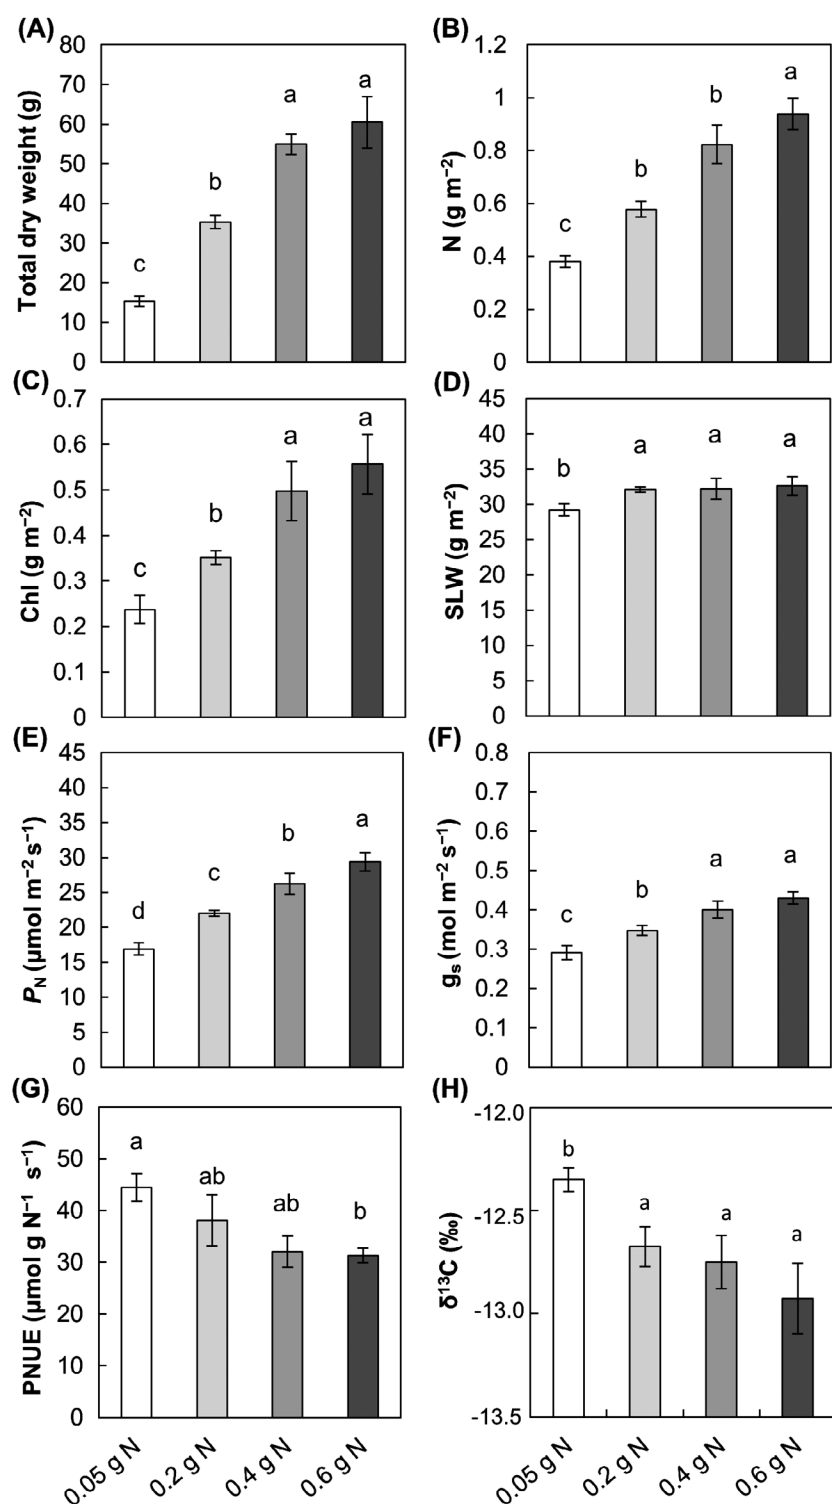 (A)
Total dry weight (g)
80
70
60
50
40
30
20
10
0
c
b
a
a
(B)
N (g m⁻²)
1.2
1
0.8
0.6
0.4
0.2
0
c
b
b
a
(C)
Chl (g m⁻²)
0.7
0.6
0.5
0.4
0.3
0.2
0.1
0
c
b
a
a
(D)
SLW (g m⁻²)
45
40
35
30
25
20
15
10
5
0
b
a
a
a
(E)
P_N (μmol m⁻² s⁻¹)
45
40
35
30
25
20
15
10
5
0
d
c
b
a
(F)
g_s (mol m⁻² s⁻¹)
0.8
0.7
0.6
0.5
0.4
0.3
0.2
0.1
0
c
b
a
a
(G)
PNUE (μmol g N⁻¹ s⁻¹)
60
50
40
30
20
10
0
a
ab
ab
b
0.05 g N
0.2 g N
0.4 g N
0.6 g N
(H)
δ¹³C (‰)
-12.0
-12.5
-13.0
-13.5
b
a
a
a
0.05 g N
0.2 g N
0.4 g N
0.6 g N